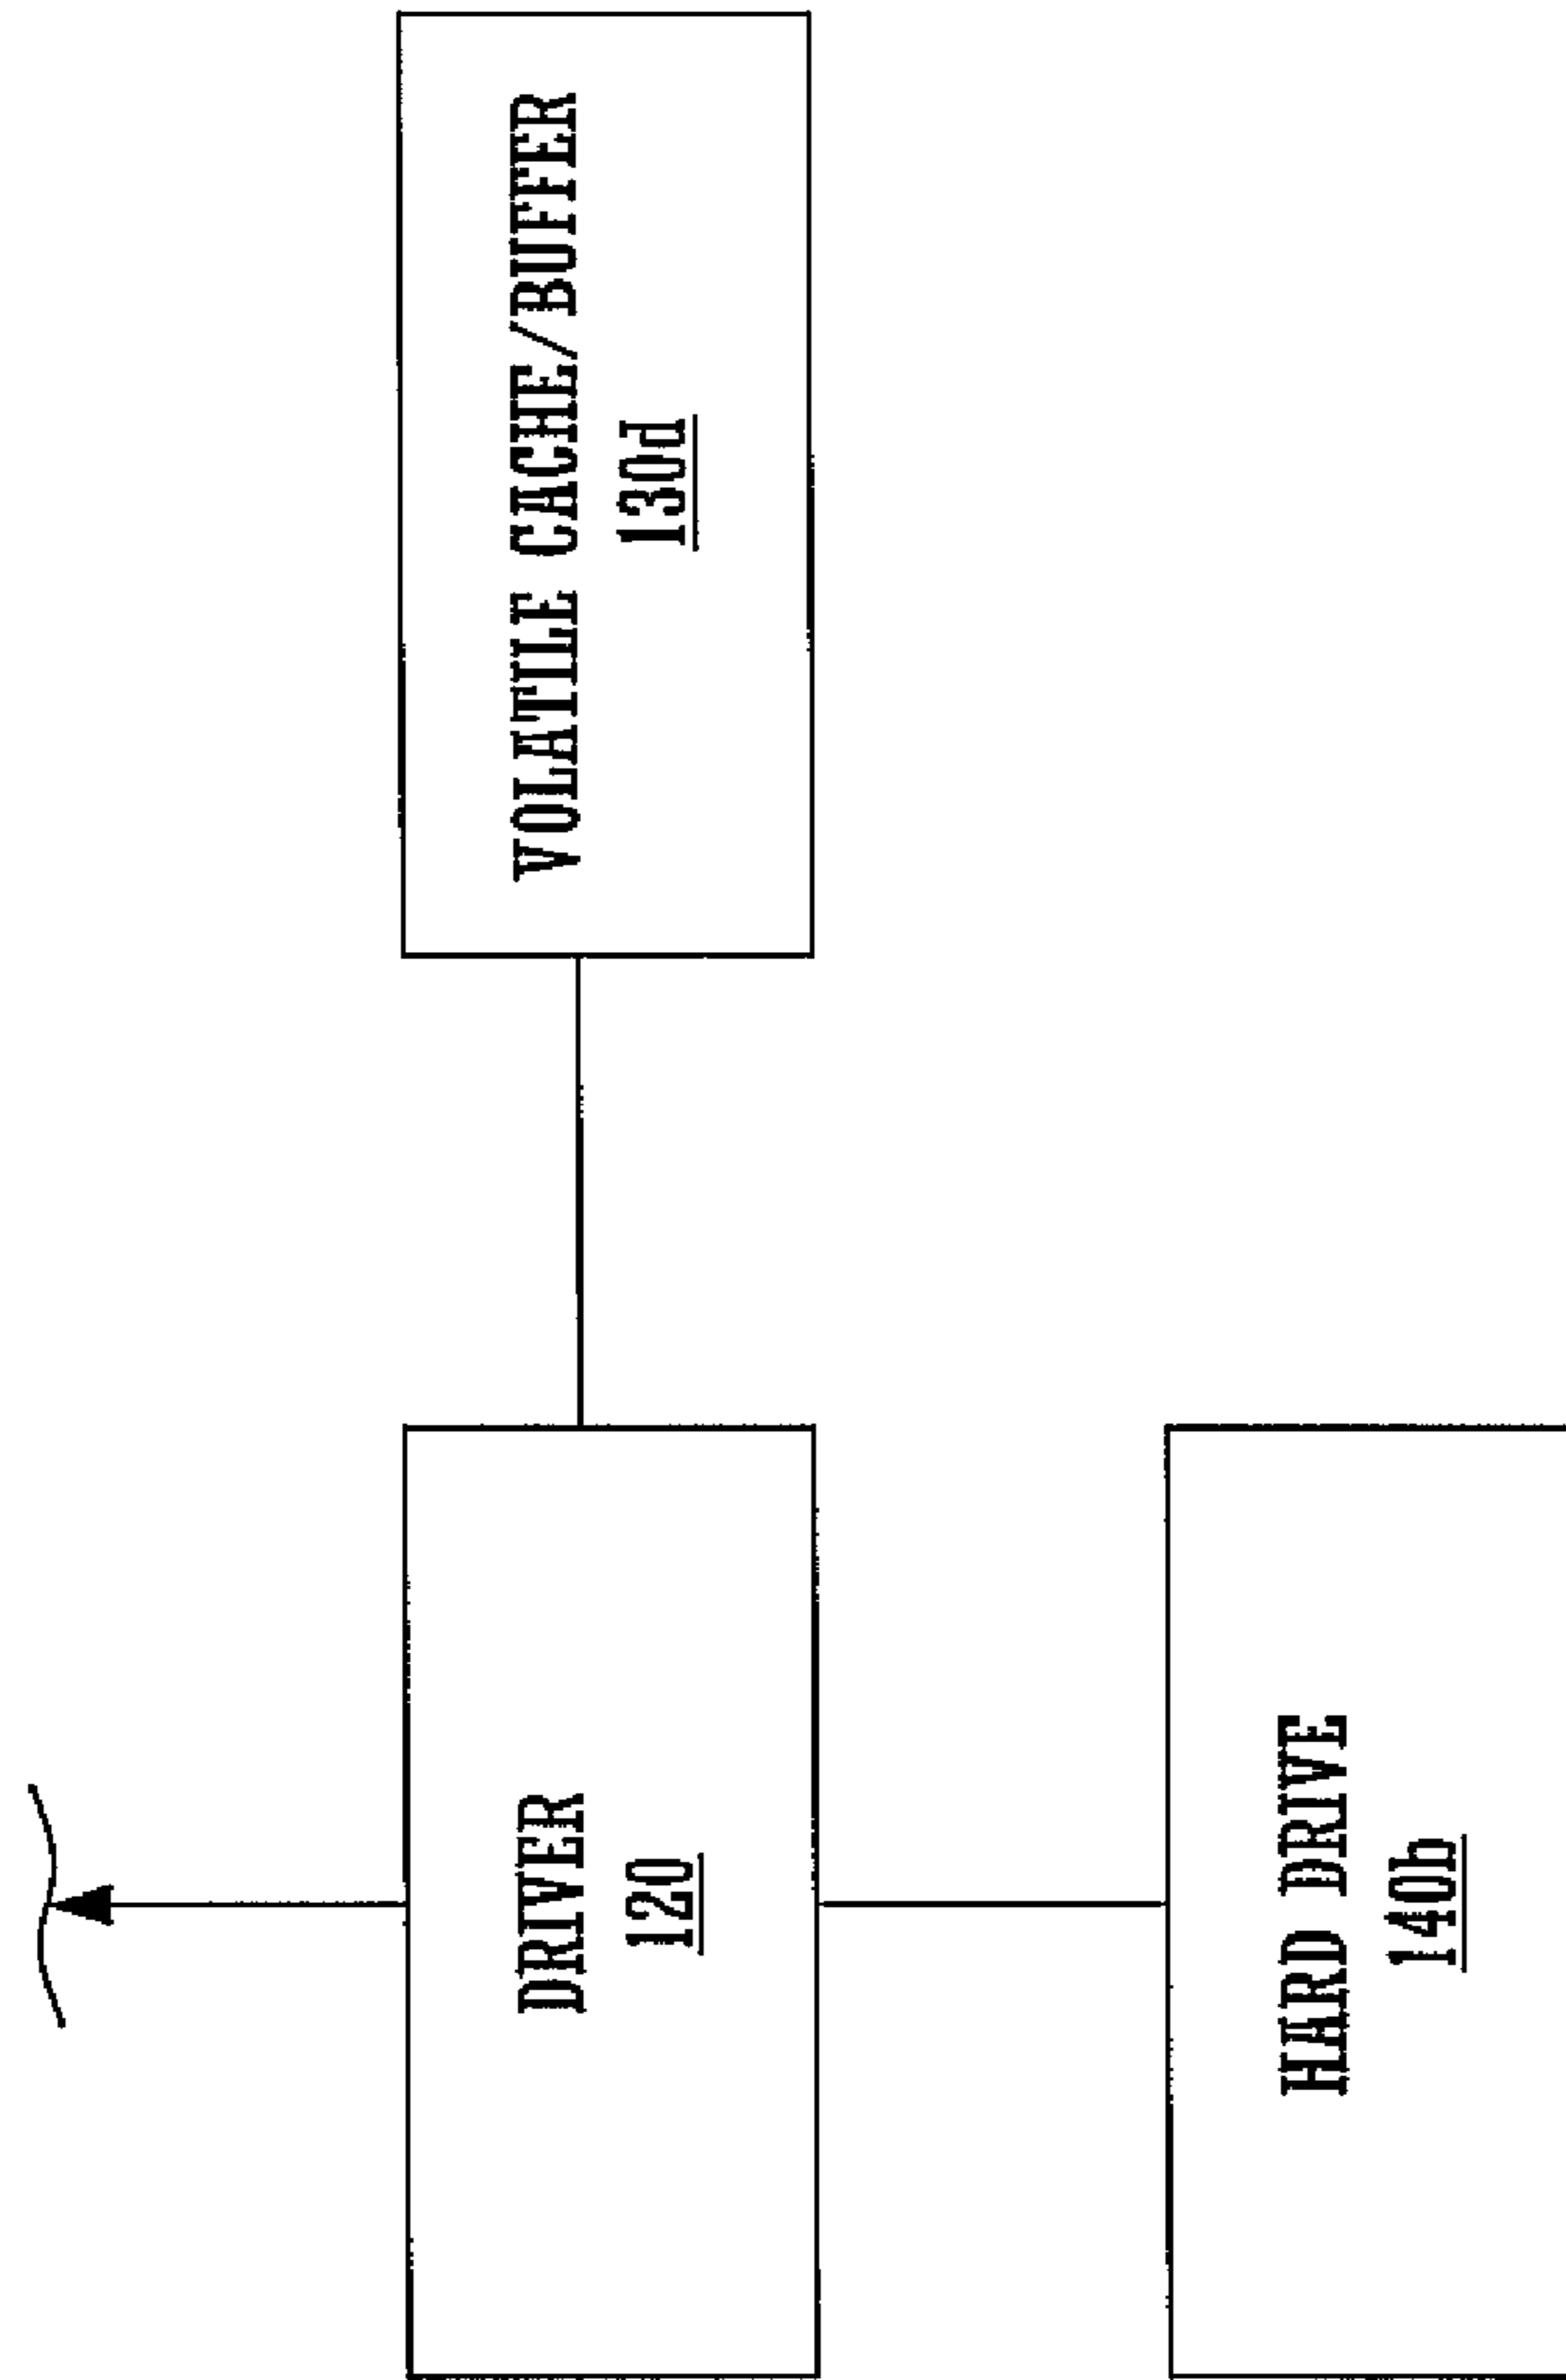 DRIVER
120
VOLATILE CACHE/BUFFER
130d
HARD DRIVE
140b